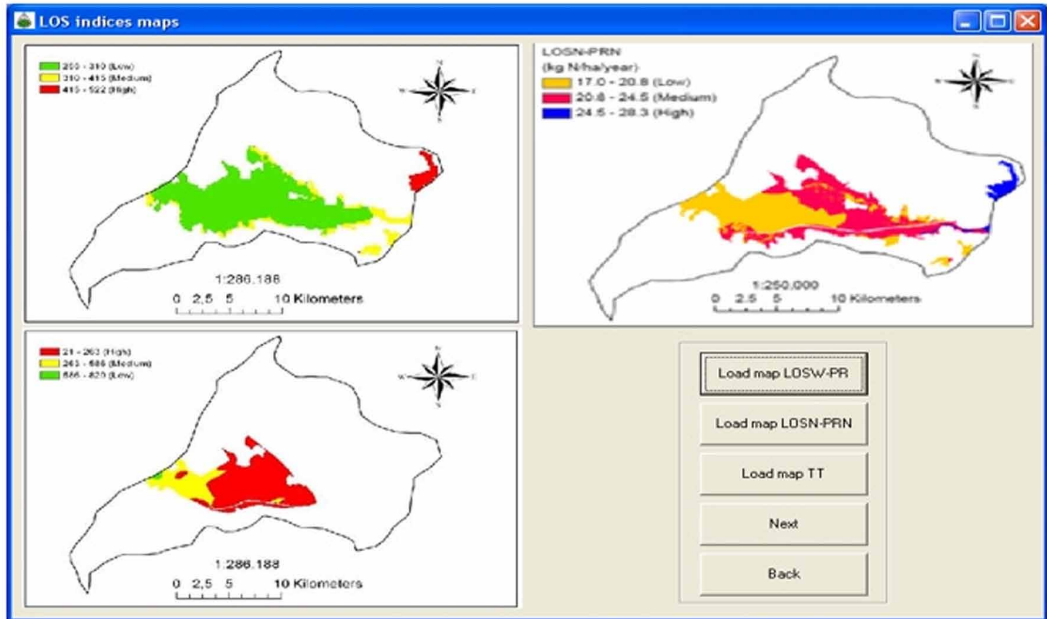 LOS indices maps
255 - 310 (Low)
310 - 415 (Medium)
415 - 522 (High)
N
W
E
S
1:286.188
0 2,5 5 10 Kilometers
LOSN-PRN
(kg N/ha/year)
17.0 - 20.8 (Low)
20.8 - 24.5 (Medium)
24.5 - 28.3 (High)
N
W
E
S
1:250,000
0 2.5 5 10 Kilometers
21 - 263 (High)
263 - 586 (Medium)
586 - 820 (Low)
N
W
E
S
1:286.188
0 2,5 5 10 Kilometers
Load map LOSW-PR
Load map LOSN-PRN
Load map TT
Next
Back